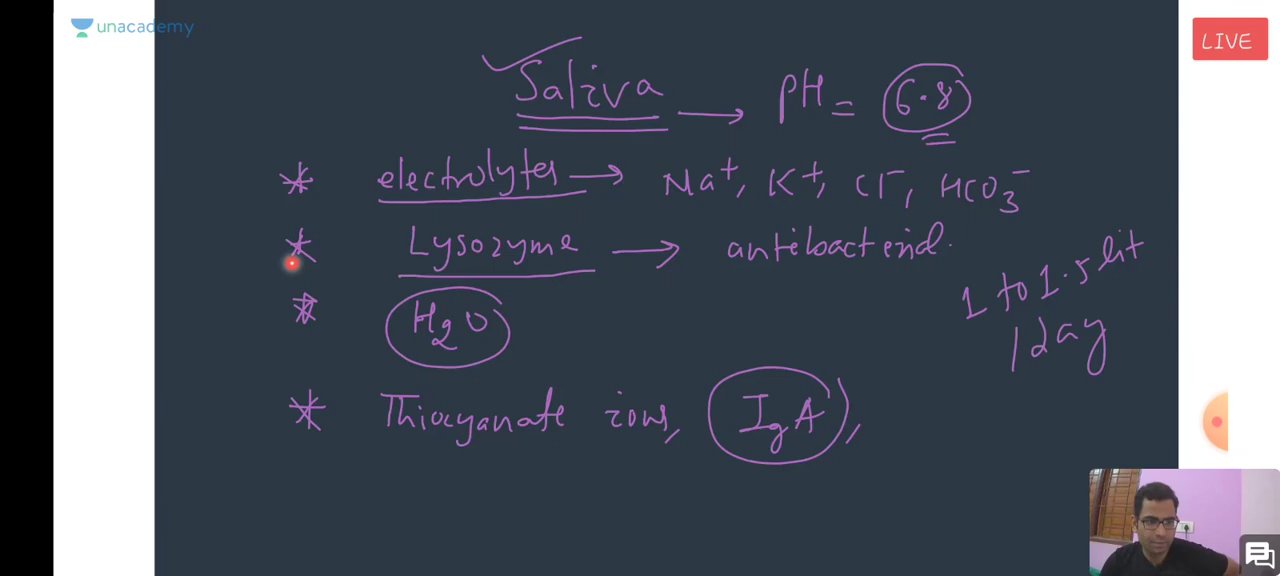 unacademy
LIVE
Saliva → pH = 6.8
* electrolytes → Na+, K+, Cl-, HCO3-
* Lysozyme → antibacterial.
* H2O
1 to 1.5 lit
/day
* Thiocyanate ions, IgA,